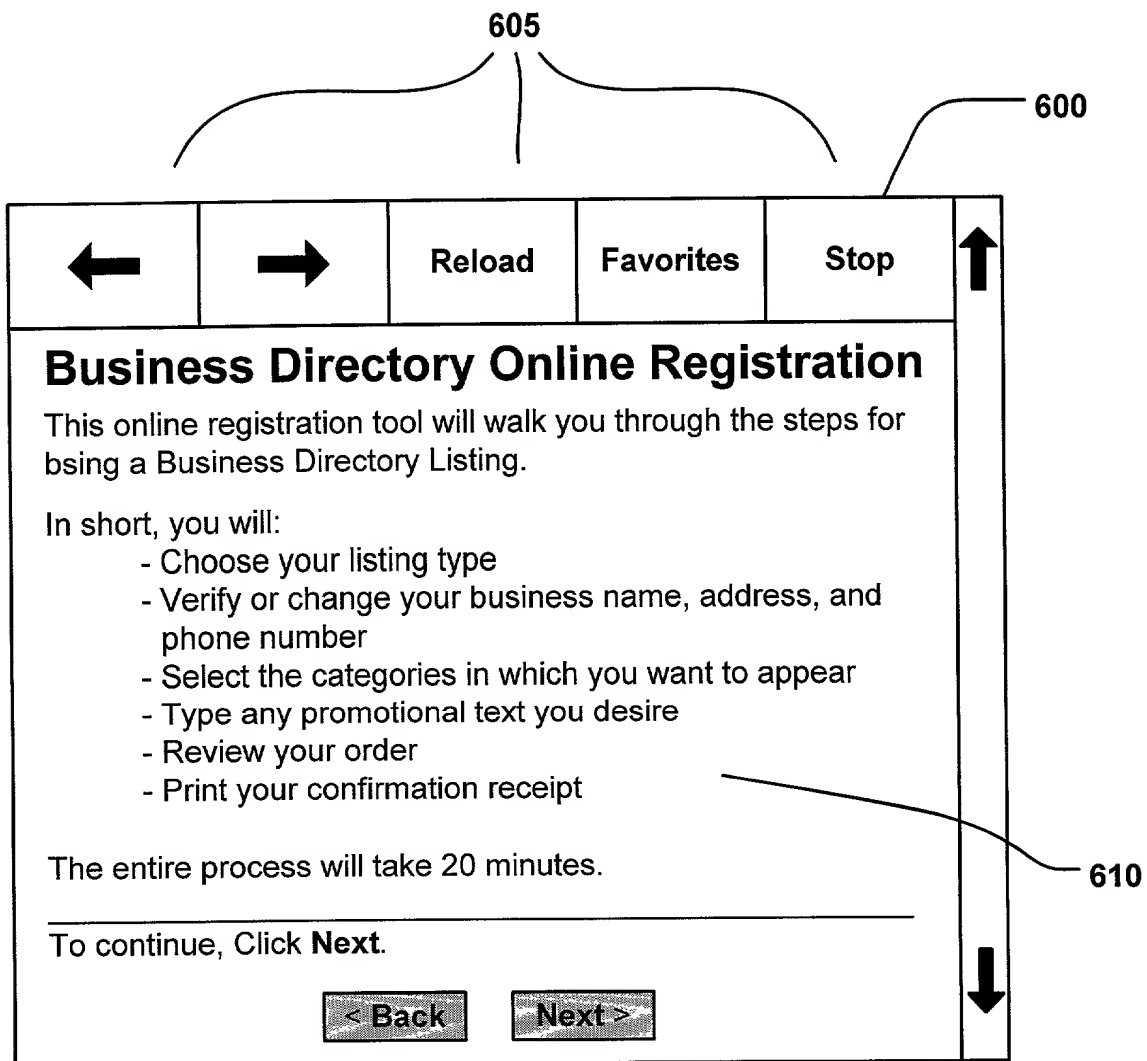 605
600
Reload Favorites Stop
Business Directory Online Registration
This online registration tool will walk you through the steps for
bsing a Business Directory Listing.
In short, you will:
- Choose your listing type
- Verify or change your business name, address, and
phone number
- Select the categories in which you want to appear
- Type any promotional text you desire
- Review your order
- Print your confirmation receipt
The entire process will take 20 minutes.
610
To continue, Click Next.
< Back Next >